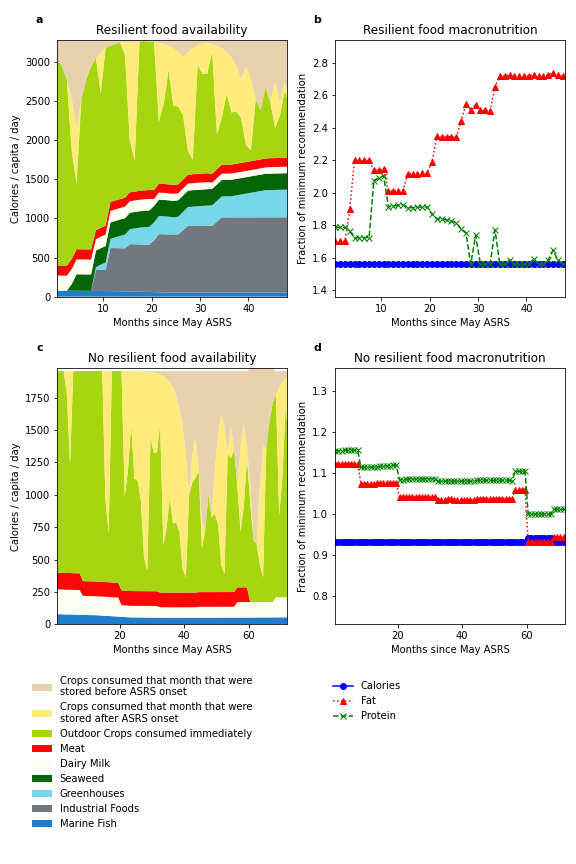 a
Resilient food availability
Calories / capita / day
3000
2500
2000
1500
1000
500
0
10
20
30
40
Months since May ASRS
b
Resilient food macronutrition
Fraction of minimum recommendation
2.8
2.6
2.4
2.2
2.0
1.8
1.6
1.4
10
20
30
40
Months since May ASRS
c
No resilient food availability
Calories / capita / day
1750
1500
1250
1000
750
500
250
0
20
40
60
Months since May ASRS
d
No resilient food macronutrition
Fraction of minimum recommendation
1.3
1.2
1.1
1.0
0.9
0.8
20
40
60
Months since May ASRS
Crops consumed that month that were
stored before ASRS onset
Crops consumed that month that were
stored after ASRS onset
Outdoor Crops consumed immediately
Meat
Dairy Milk
Seaweed
Greenhouses
Industrial Foods
Marine Fish
Calories
Fat
Protein